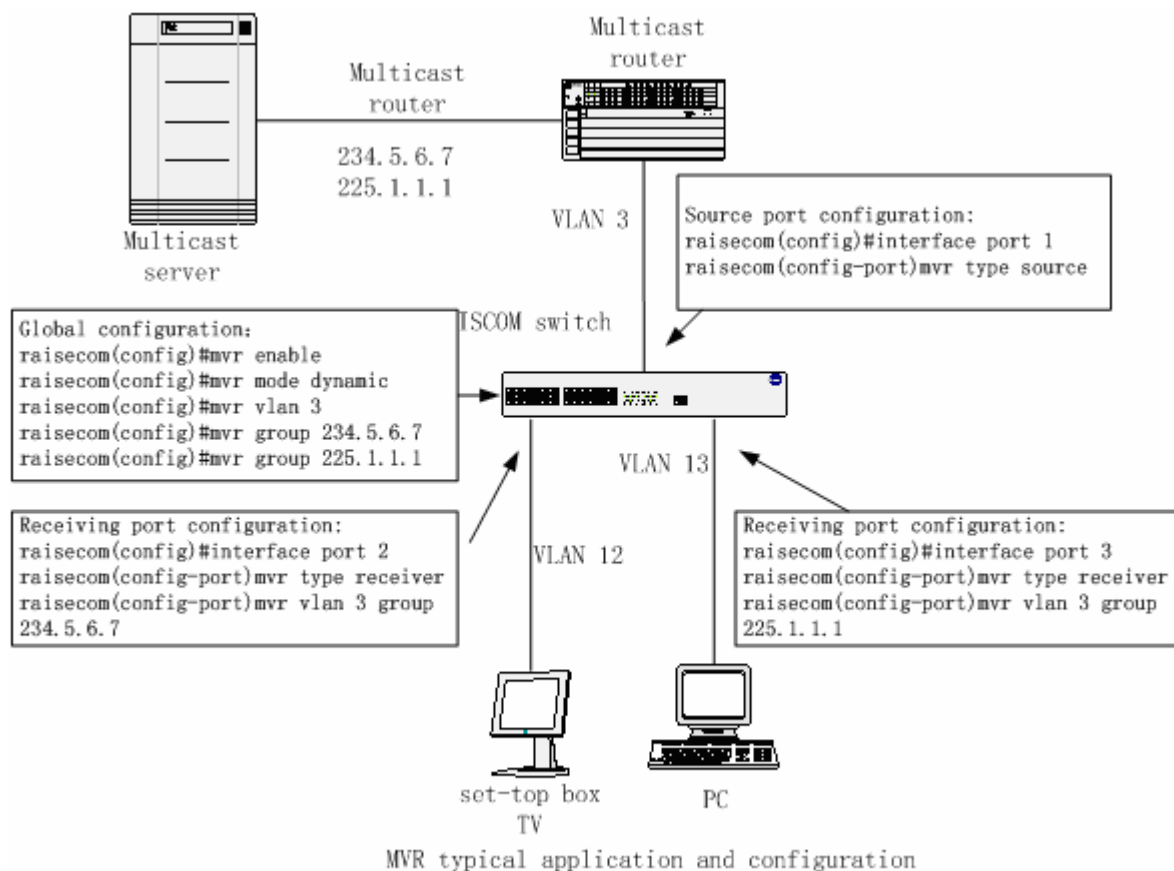 Multicast
router
Multicast
router
234.5.6.7
225.1.1.1
Multicast
server
VLAN 3
Source port configuration:
raisecom(config)#interface port 1
raisecom(config-port)mvr type source
ISCOM switch
Global configuration:
raisecom(config)#mvr enable
raisecom(config)#mvr mode dynamic
raisecom(config)#mvr vlan 3
raisecom(config)#mvr group 234.5.6.7
raisecom(config)#mvr group 225.1.1.1
VLAN 13
Receiving port configuration:
raisecom(config)#interface port 2
raisecom(config-port)mvr type receiver
raisecom(config-port)mvr vlan 3 group
234.5.6.7
VLAN 12
Receiving port configuration:
raisecom(config)#interface port 3
raisecom(config-port)mvr type receiver
raisecom(config-port)mvr vlan 3 group
225.1.1.1
set-top box
TV
PC
MVR typical application and configuration